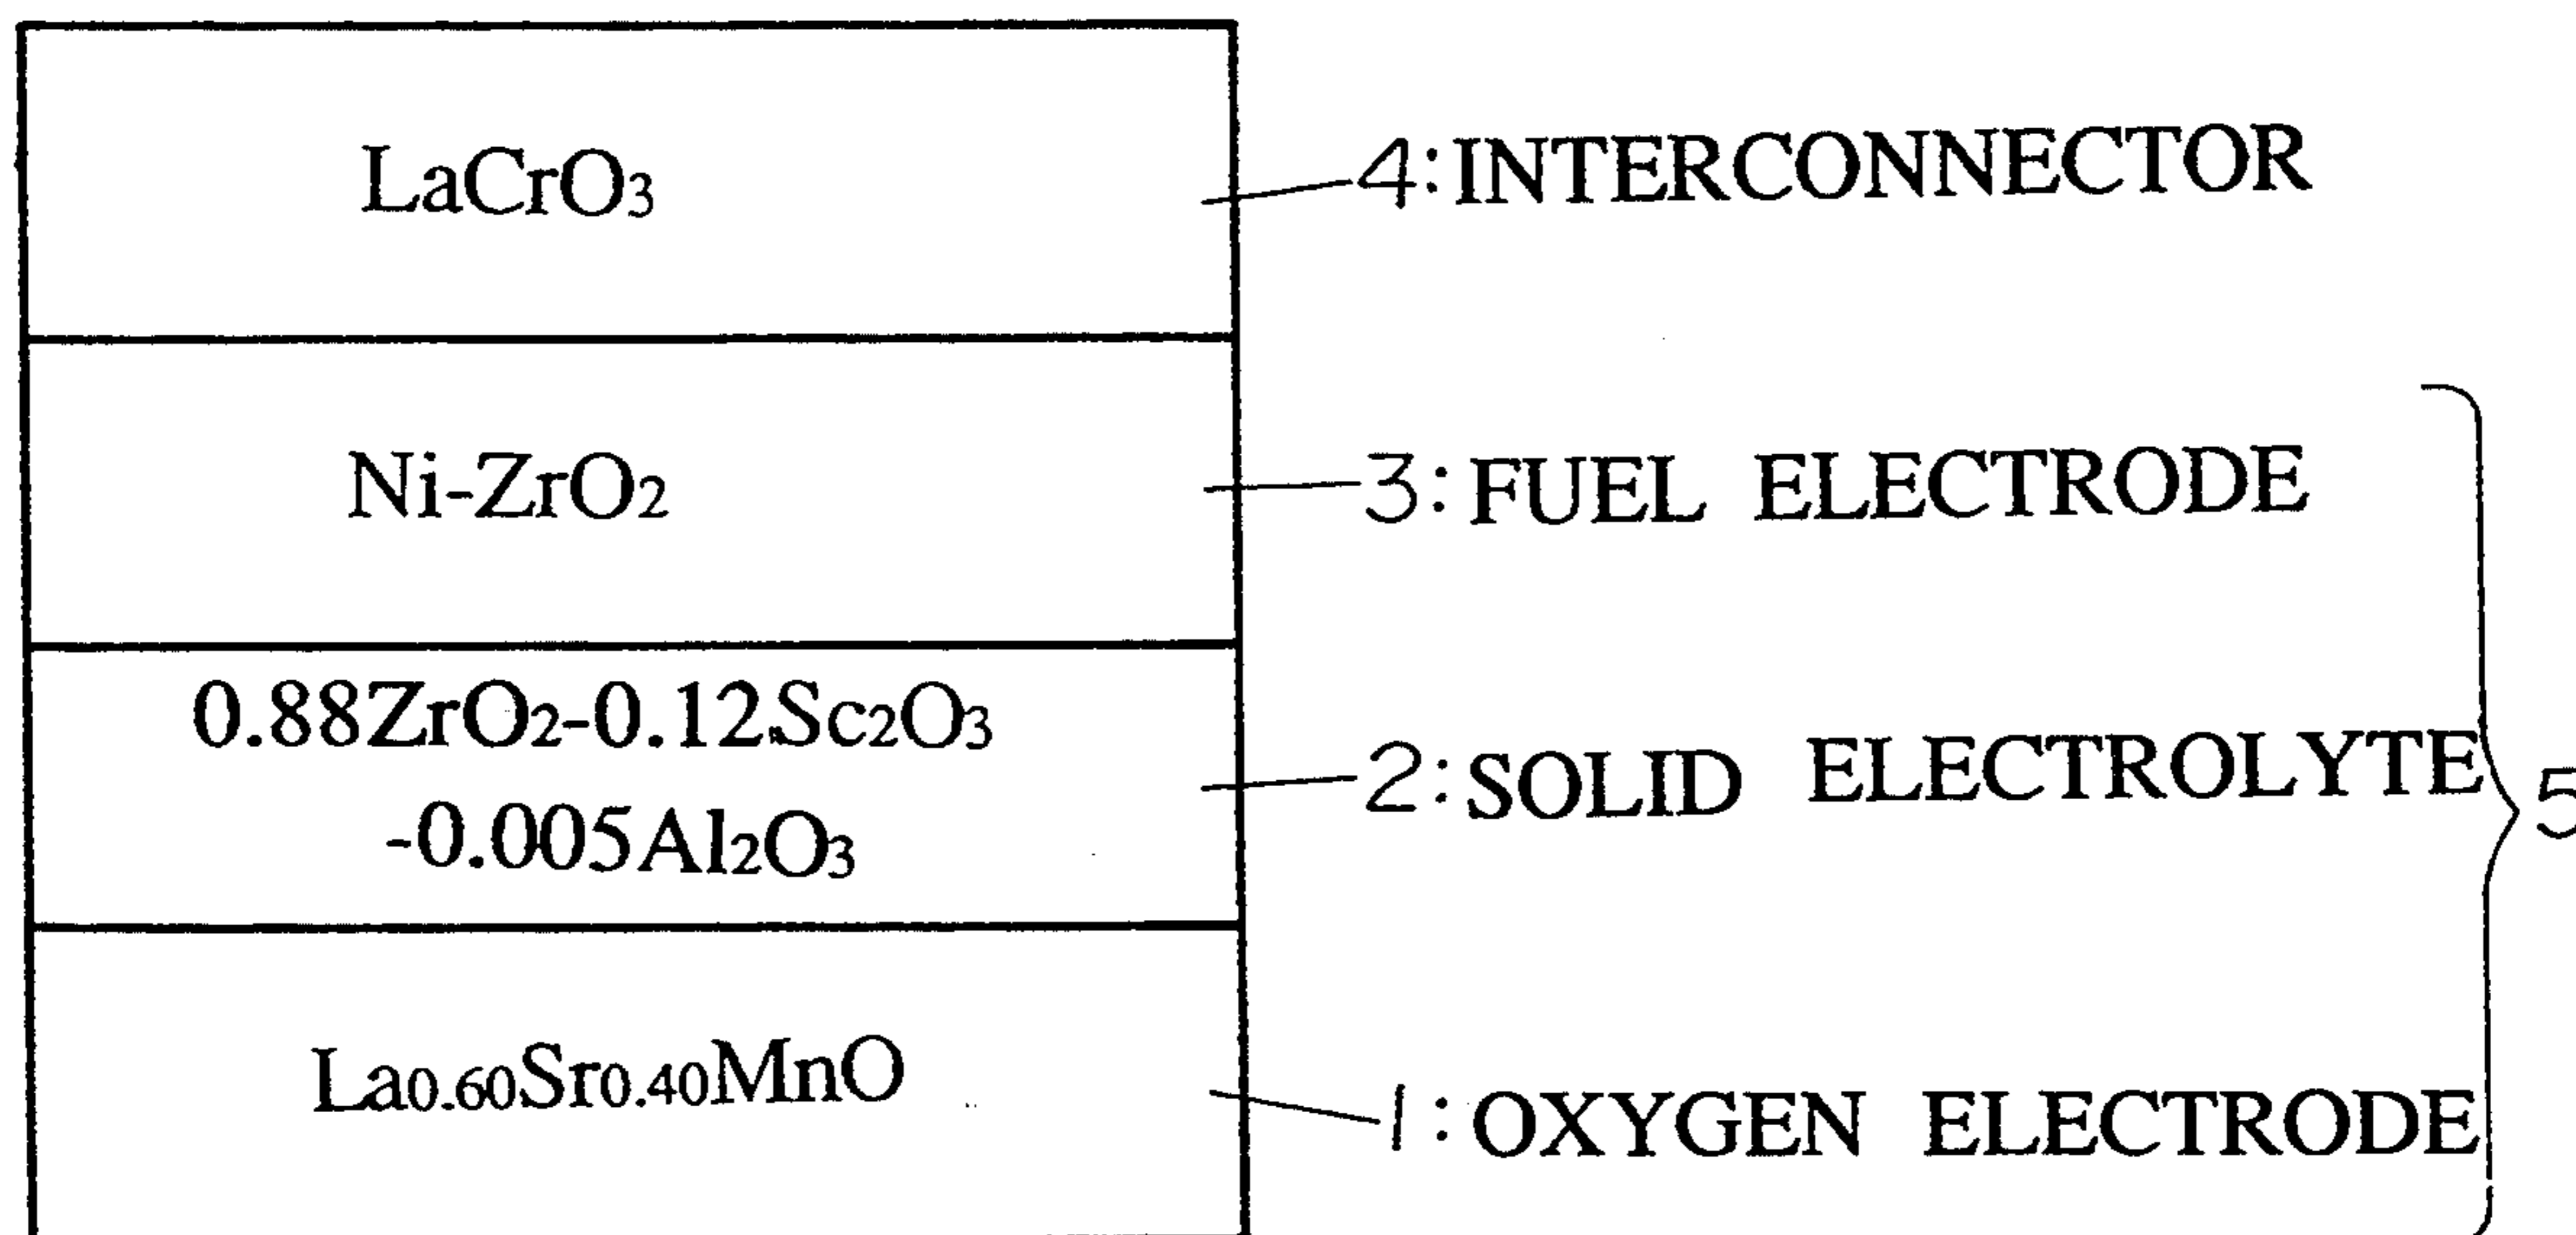 LaCrO₃
4:INTERCONNECTOR
Ni-ZrO₂
3:FUEL ELECTRODE
0.88ZrO₂-0.12Sc₂O₃
-0.005Al₂O₃
2:SOLID ELECTROLYTE
5
La₀.₆₀Sr₀.₄₀MnO
1:OXYGEN ELECTRODE